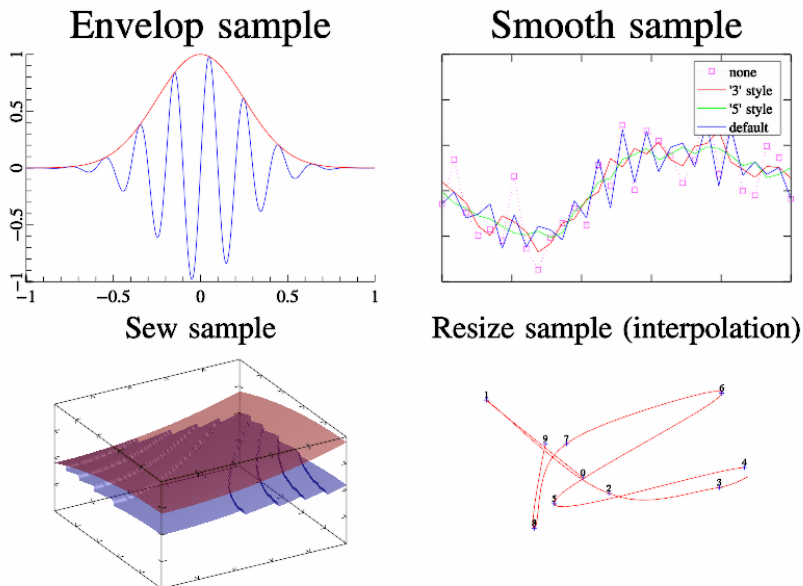 Envelop sample
Smooth sample
1
0.5
0
−0.5
−1
−1
−0.5
0
0.5
1
none
'3' style
'5' style
default
Sew sample
Resize sample (interpolation)
1
6
9
7
0
4
2
3
5
8